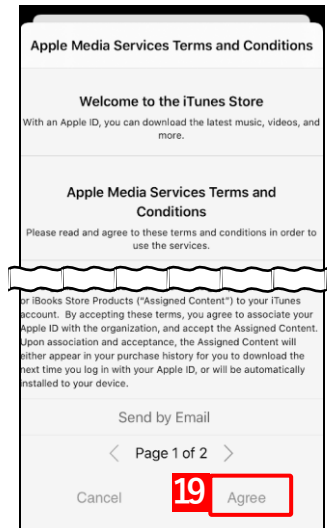 Apple Media Services Terms and Conditions
Welcome to the iTunes Store
With an Apple ID, you can download the latest music, videos, and
more.
Apple Media Services Terms and
Conditions
Please read and agree to these terms and conditions in order to
use the services.
or iBooks Store Products ("Assigned Content") to your iTunes
account.  By accepting these terms, you agree to associate your
Apple ID with the organization, and accept the Assigned Content.
Upon association and acceptance, the Assigned Content will
either appear in your purchase history for you to download the
next time you log in with your Apple ID, or will be automatically
installed to your device.
Send by Email
Page 1 of 2
Cancel 19 Agree